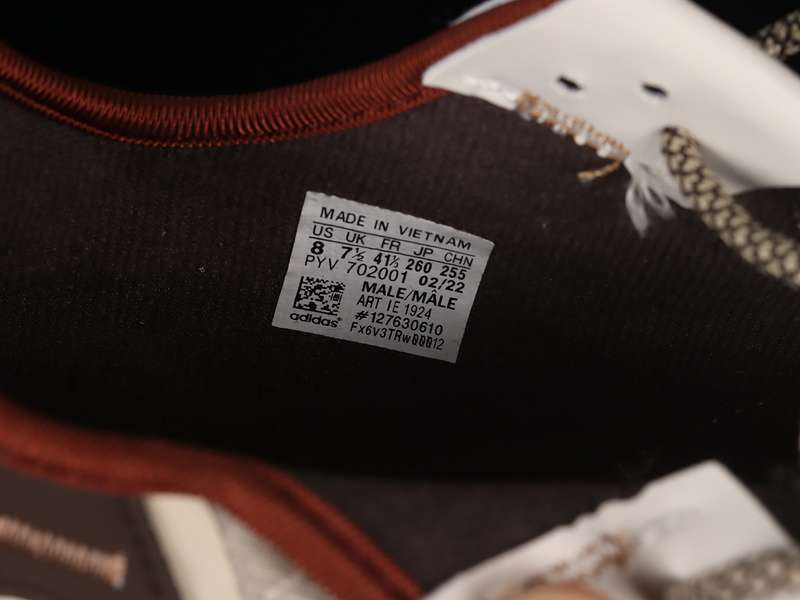 MADE IN VIETNAM
US UK FR JP CHN
8 7½ 41⅓ 260 255
PYV 702001 02/22
MALE/MÂLE
ART IE 1924
#127630610
adidas
Fx6v3TRw00012